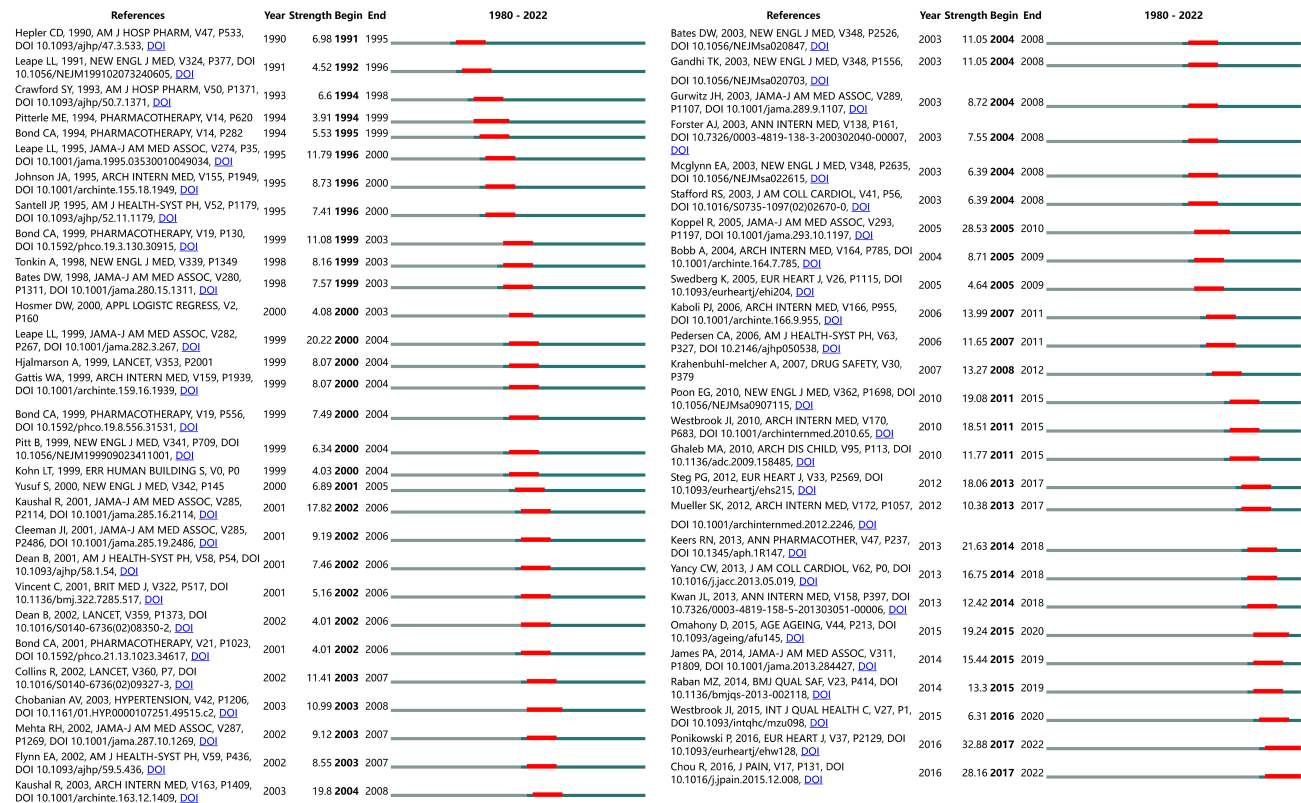 References Year Strength Begin End 1980 - 2022
Hepler CD, 1990, AM J HOSP PHARM, V47, P533,
DOI 10.1093/ajhp/47.3.533, DOI 1990 6.98 1991 1995
Leape LL, 1991, NEW ENGL J MED, V324, P377, DOI
10.1056/NEJM199102073240605, DOI 1991 4.52 1992 1996
Crawford SY, 1993, AM J HOSP PHARM, V50, P1371,
DOI 10.1093/ajhp/50.7.1371, DOI 1993 6.6 1994 1998
Pitterle ME, 1994, PHARMACOTHERAPY, V14, P620 1994 3.91 1994 1999
Bond CA, 1994, PHARMACOTHERAPY, V14, P282 1994 5.53 1995 1999
Leape LL, 1995, JAMA-J AM MED ASSOC, V274, P35,
DOI 10.1001/jama.1995.03530010049034, DOI 1995 11.79 1996 2000
Johnson JA, 1995, ARCH INTERN MED, V155, P1949,
DOI 10.1001/archinte.155.18.1949, DOI 1995 8.73 1996 2000
Santell JP, 1995, AM J HEALTH-SYST PH, V52, P1179,
DOI 10.1093/ajhp/52.11.1179, DOI 1995 7.41 1996 2000
Bond CA, 1999, PHARMACOTHERAPY, V19, P130,
DOI 10.1592/phco.19.3.130.30915, DOI 1999 11.08 1999 2003
Tonkin A, 1998, NEW ENGL J MED, V339, P1349 1998 8.16 1999 2003
Bates DW, 1998, JAMA-J AM MED ASSOC, V280,
P1311, DOI 10.1001/jama.280.15.1311, DOI 1998 7.57 1999 2003
Hosmer DW, 2000, APPL LOGISTC REGRESS, V2,
P160 2000 4.08 2000 2003
Leape LL, 1999, JAMA-J AM MED ASSOC, V282,
P267, DOI 10.1001/jama.282.3.267, DOI 1999 20.22 2000 2004
Hjalmarson A, 1999, LANCET, V353, P2001 1999 8.07 2000 2004
Gattis WA, 1999, ARCH INTERN MED, V159, P1939,
DOI 10.1001/archinte.159.16.1939, DOI 1999 8.07 2000 2004
Bond CA, 1999, PHARMACOTHERAPY, V19, P556,
DOI 10.1592/phco.19.8.556.31531, DOI 1999 7.49 2000 2004
Pitt B, 1999, NEW ENGL J MED, V341, P709, DOI
10.1056/NEJM199909023411001, DOI 1999 6.34 2000 2004
Kohn LT, 1999, ERR HUMAN BUILDING S, V0, P0 1999 4.03 2000 2004
Yusuf S, 2000, NEW ENGL J MED, V342, P145 2000 6.89 2001 2005
Kaushal R, 2001, JAMA-J AM MED ASSOC, V285,
P2114, DOI 10.1001/jama.285.16.2114, DOI 2001 17.82 2002 2006
Cleeman JI, 2001, JAMA-J AM MED ASSOC, V285,
P2486, DOI 10.1001/jama.285.19.2486, DOI 2001 9.19 2002 2006
Dean B, 2001, AM J HEALTH-SYST PH, V58, P54, DOI
10.1093/ajhp/58.1.54, DOI 2001 7.46 2002 2006
Vincent C, 2001, BRIT MED J, V322, P517, DOI
10.1136/bmj.322.7285.517, DOI 2001 5.16 2002 2006
Dean B, 2002, LANCET, V359, P1373, DOI
10.1016/S0140-6736(02)08350-2, DOI 2002 4.01 2002 2006
Bond CA, 2001, PHARMACOTHERAPY, V21, P1023,
DOI 10.1592/phco.21.13.1023.34617, DOI 2001 4.01 2002 2006
Collins R, 2002, LANCET, V360, P7, DOI
10.1016/S0140-6736(02)09327-3, DOI 2002 11.41 2003 2007
Chobanian AV, 2003, HYPERTENSION, V42, P1206,
DOI 10.1161/01.HYP.0000107251.49515.c2, DOI 2003 10.99 2003 2008
Mehta RH, 2002, JAMA-J AM MED ASSOC, V287,
P1269, DOI 10.1001/jama.287.10.1269, DOI 2002 9.12 2003 2007
Flynn EA, 2002, AM J HEALTH-SYST PH, V59, P436,
DOI 10.1093/ajhp/59.5.436, DOI 2002 8.55 2003 2007
Kaushal R, 2003, ARCH INTERN MED, V163, P1409,
DOI 10.1001/archinte.163.12.1409, DOI 2003 19.8 2004 2008
References Year Strength Begin End 1980 - 2022
Bates DW, 2003, NEW ENGL J MED, V348, P2526,
DOI 10.1056/NEJMsa020847, DOI 2003 11.05 2004 2008
Gandhi TK, 2003, NEW ENGL J MED, V348, P1556, 2003 11.05 2004 2008
DOI 10.1056/NEJMsa020703, DOI
Gurwitz JH, 2003, JAMA-J AM MED ASSOC, V289,
P1107, DOI 10.1001/jama.289.9.1107, DOI 2003 8.72 2004 2008
Forster AJ, 2003, ANN INTERN MED, V138, P161,
DOI 10.7326/0003-4819-138-3-200302040-00007, 2003 7.55 2004 2008
DOI
Mcglynn EA, 2003, NEW ENGL J MED, V348, P2635,
DOI 10.1056/NEJMsa022615, DOI 2003 6.39 2004 2008
Stafford RS, 2003, J AM COLL CARDIOL, V41, P56,
DOI 10.1016/S0735-1097(02)02670-0, DOI 2003 6.39 2004 2008
Koppel R, 2005, JAMA-J AM MED ASSOC, V293,
P1197, DOI 10.1001/jama.293.10.1197, DOI 2005 28.53 2005 2010
Bobb A, 2004, ARCH INTERN MED, V164, P785, DOI
10.1001/archinte.164.7.785, DOI 2004 8.71 2005 2009
Swedberg K, 2005, EUR HEART J, V26, P1115, DOI
10.1093/eurheartj/ehi204, DOI 2005 4.64 2005 2009
Kaboli PJ, 2006, ARCH INTERN MED, V166, P955,
DOI 10.1001/archinte.166.9.955, DOI 2006 13.99 2007 2011
Pedersen CA, 2006, AM J HEALTH-SYST PH, V63,
P327, DOI 10.2146/ajhp050538, DOI 2006 11.65 2007 2011
Krahenbuhl-melcher A, 2007, DRUG SAFETY, V30,
P379 2007 13.27 2008 2012
Poon EG, 2010, NEW ENGL J MED, V362, P1698, DOI
10.1056/NEJMsa0907115, DOI 2010 19.08 2011 2015
Westbrook JI, 2010, ARCH INTERN MED, V170,
P683, DOI 10.1001/archinternmed.2010.65, DOI 2010 18.51 2011 2015
Ghaleb MA, 2010, ARCH DIS CHILD, V95, P113, DOI
10.1136/adc.2009.158485, DOI 2010 11.77 2011 2015
Steg PG, 2012, EUR HEART J, V33, P2569, DOI
10.1093/eurheartj/ehs215, DOI 2012 18.06 2013 2017
Mueller SK, 2012, ARCH INTERN MED, V172, P1057, 2012 10.38 2013 2017
DOI 10.1001/archinternmed.2012.2246, DOI
Keers RN, 2013, ANN PHARMACOTHER, V47, P237,
DOI 10.1345/aph.1R147, DOI 2013 21.63 2014 2018
Yancy CW, 2013, J AM COLL CARDIOL, V62, P0, DOI
10.1016/j.jacc.2013.05.019, DOI 2013 16.75 2014 2018
Kwan JL, 2013, ANN INTERN MED, V158, P397, DOI
10.7326/0003-4819-158-5-201303051-00006, DOI 2013 12.42 2014 2018
Omahony D, 2015, AGE AGEING, V44, P213, DOI
10.1093/ageing/afu145, DOI 2015 19.24 2015 2020
James PA, 2014, JAMA-J AM MED ASSOC, V311,
P1809, DOI 10.1001/jama.2013.284427, DOI 2014 15.44 2015 2019
Raban MZ, 2014, BMJ QUAL SAF, V23, P414, DOI
10.1136/bmjqs-2013-002118, DOI 2014 13.3 2015 2019
Westbrook JI, 2015, INT J QUAL HEALTH C, V27, P1,
DOI 10.1093/intqhc/mzu098, DOI 2015 6.31 2016 2020
Ponikowski P, 2016, EUR HEART J, V37, P2129, DOI
10.1093/eurheartj/ehw128, DOI 2016 32.88 2017 2022
Chou R, 2016, J PAIN, V17, P131, DOI
10.1016/j.jpain.2015.12.008, DOI 2016 28.16 2017 2022